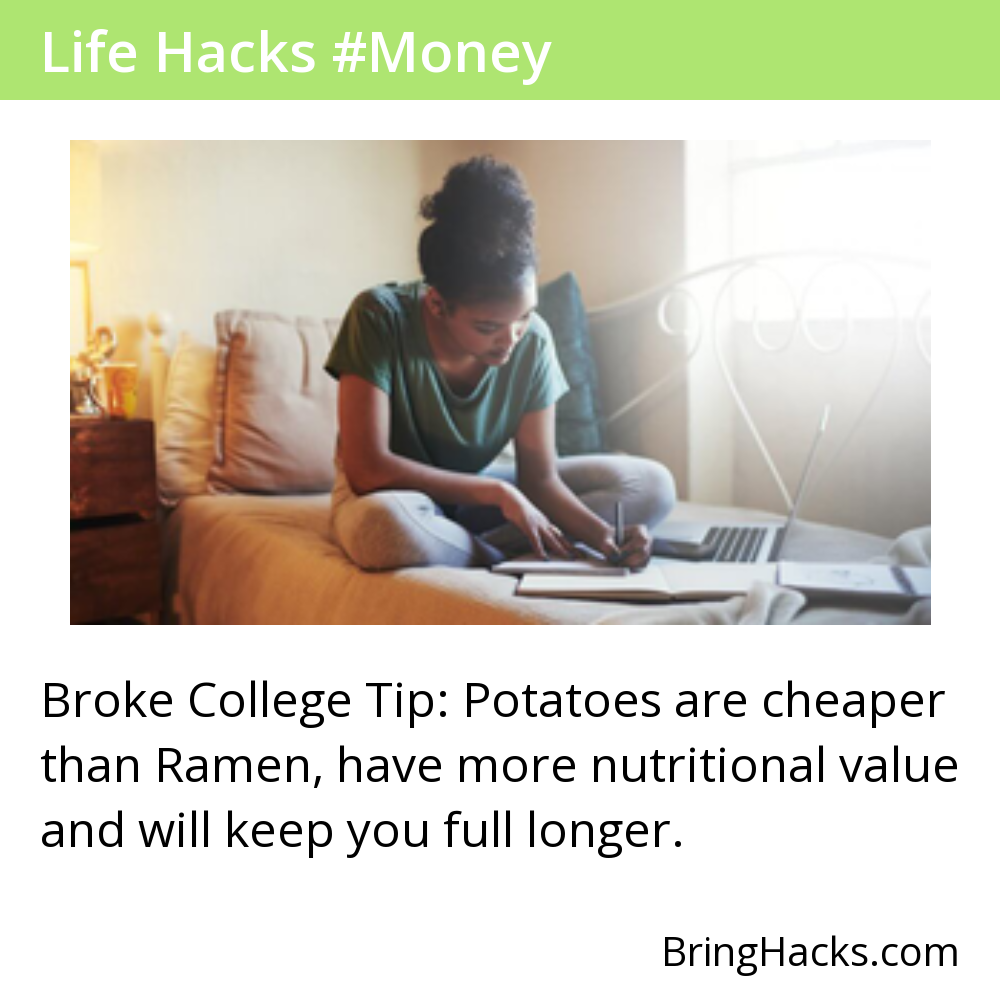 Life Hacks #Money
Broke College Tip: Potatoes are cheaper
than Ramen, have more nutritional value
and will keep you full longer.
BringHacks.com